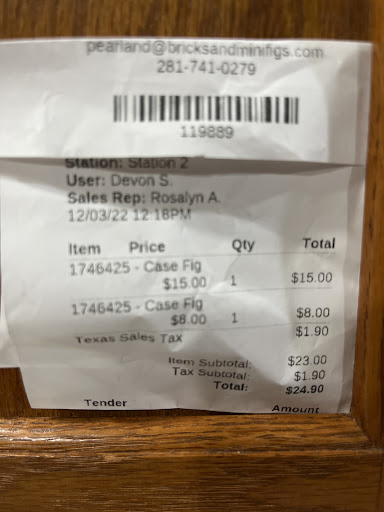 pearland@bricksandminifigs.com
281-741-0279
119889
Station: Station 2
User: Devon S.
Sales Rep: Rosalyn A.
12/03/22 12:18PM
Item Price Qty Total
1746425 - Case Fig
$15.00 1 $15.00
1746425 - Case Fig
$8.00 1 $8.00
Texas Sales Tax $1.90
Item Subtotal: $23.00
Tax Subtotal: $1.90
Total: $24.90
Tender Amount